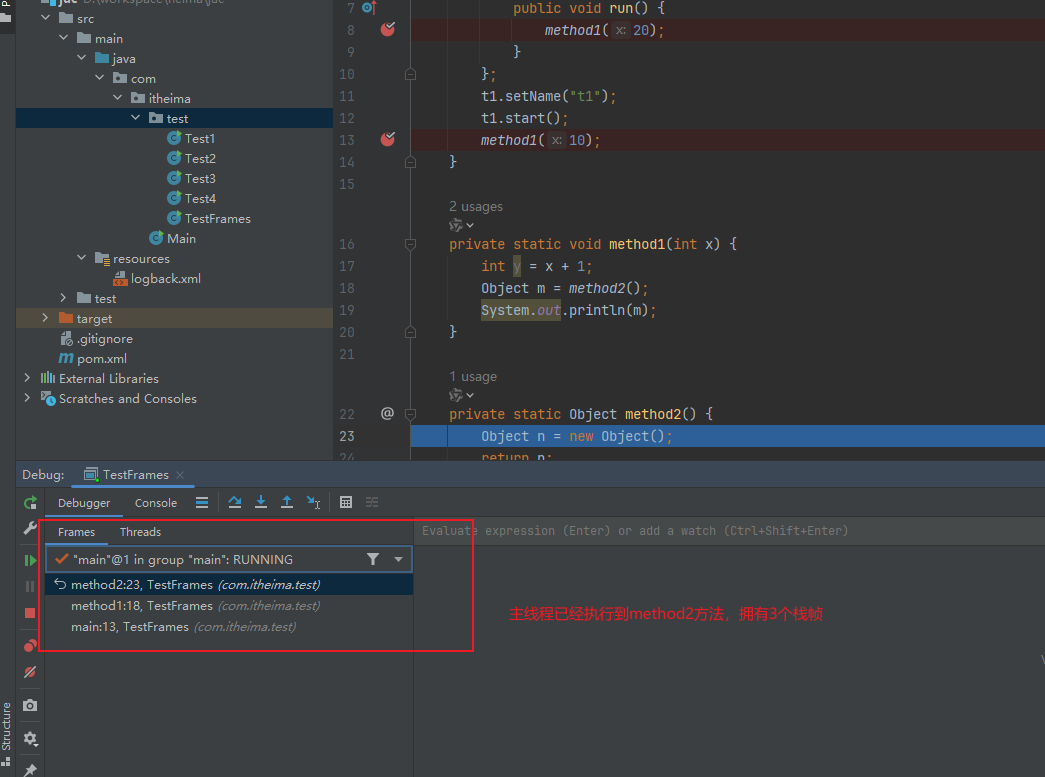 src
main
java
com
itheima
test
Test1
Test2
Test3
Test4
TestFrames
Main
resources
logback.xml
test
target
.gitignore
pom.xml
External Libraries
Scratches and Consoles
7 public void run() {
8 method1( x: 20);
9 }
10 };
11 t1.setName("t1");
12 t1.start();
13 method1( x: 10);
14 }
15
2 usages
16 private static void method1(int x) {
17 int y = x + 1;
18 Object m = method2();
19 System.out.println(m);
20 }
21
1 usage
22 @ private static Object method2() {
23 Object n = new Object();
24 return n;
Debug: TestFrames
Debugger Console
Frames Threads
Evaluate expression (Enter) or add a watch (Ctrl+Shift+Enter)
"main"@1 in group "main": RUNNING
method2:23, TestFrames (com.itheima.test)
method1:18, TestFrames (com.itheima.test)
main:13, TestFrames (com.itheima.test)
主线程已经执行到method2方法，拥有3个栈帧
Structure